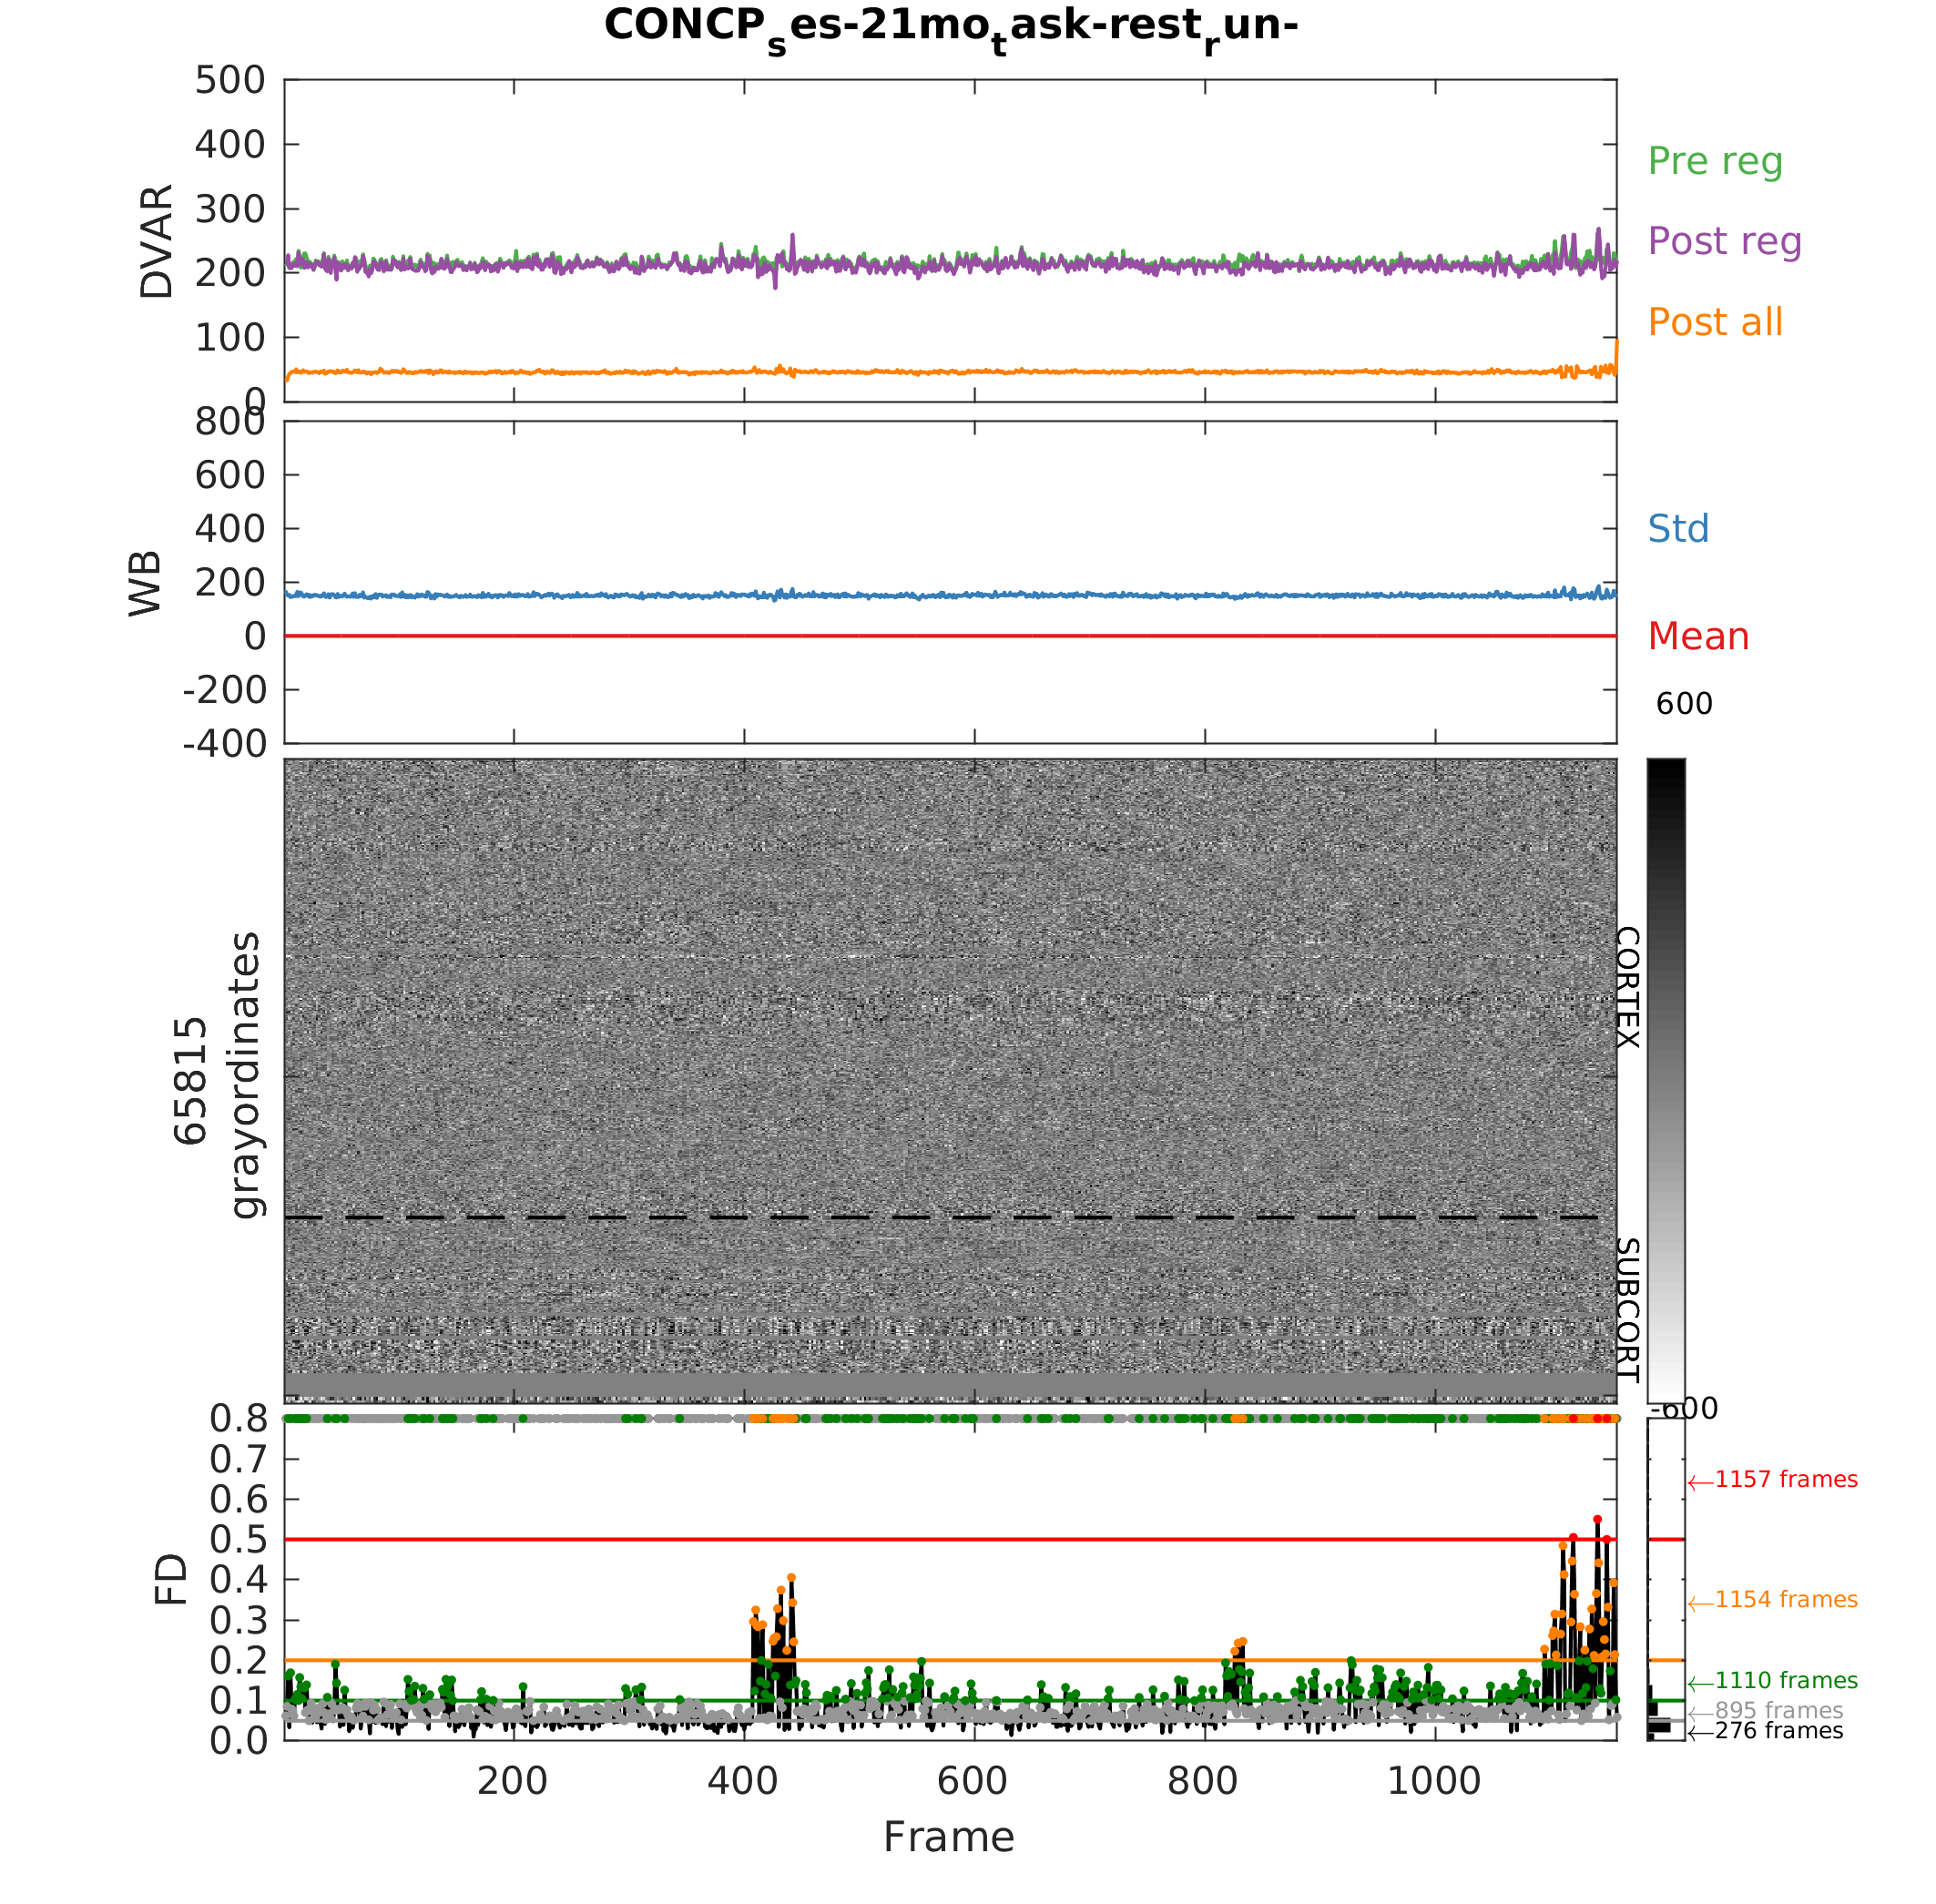 CONCPses-21motask-restrun-
500
400
300
200
100
0
DVAR
Pre reg
Post reg
Post all
800
600
400
200
0
-200
-400
WB
Std
Mean
600
65815
grayordinates
CORTEX
SUBCORT
-600
0.8
0.7
0.6
0.5
0.4
0.3
0.2
0.1
0.0
FD
←1157 frames
←1154 frames
←1110 frames
←895 frames
←276 frames
200 400 600 800 1000
Frame